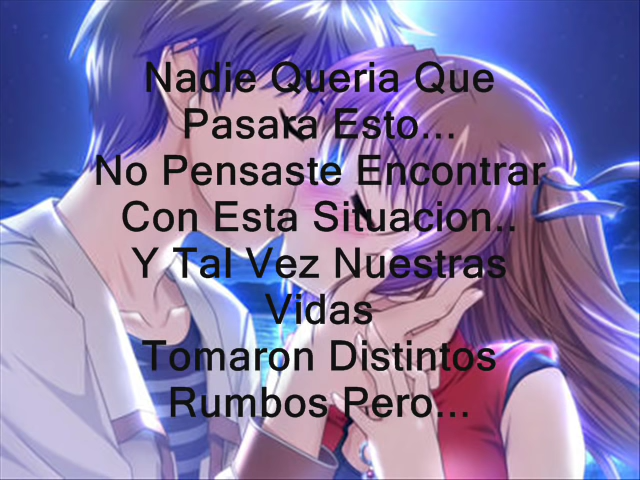 Nadie Queria Que
Pasara Esto...
No Pensaste Encontrar
Con Esta Situacion..
Y Tal Vez Nuestras
Vidas
Tomaron Distintos
Rumbos Pero...